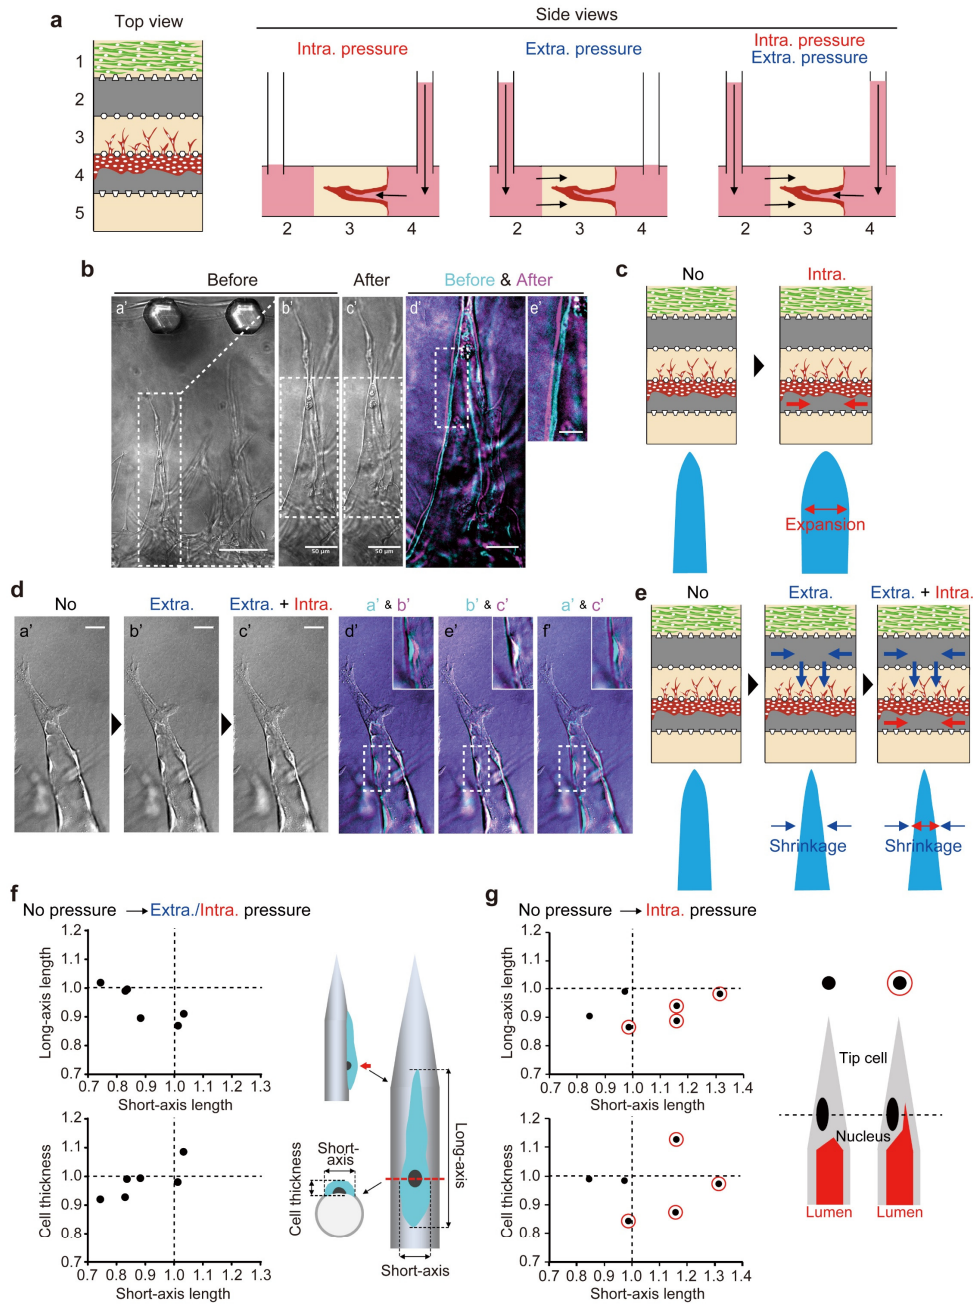 a
Top view
Side views
Intra. pressure
Extra. pressure
Intra. pressure
Extra. pressure
1
2
3
4
5
2 3 4
2 3 4
2 3 4
b
Before
After
Before & After
a’
b’
c’
d’
e’
50 µm
50 µm
c
No
Intra.
Expansion
d
No
Extra.
Extra. + Intra.
a’ & b’
b’ & c’
a’ & c’
a’
b’
c’
d’
e’
f’
e
No
Extra.
Extra. + Intra.
Shrinkage
Shrinkage
f
No pressure → Extra./Intra. pressure
Long-axis length
1.2
1.1
1.0
0.9
0.8
0.7
0.7 0.8 0.9 1.0 1.1 1.2 1.3
Short-axis length
Cell thickness
1.2
1.1
1.0
0.9
0.8
0.7
0.7 0.8 0.9 1.0 1.1 1.2 1.3
Short-axis length
Short-
axis
Cell thickness
Long-axis
Short-axis
g
No pressure → Intra. pressure
Long-axis length
1.2
1.1
1.0
0.9
0.8
0.7
0.7 0.8 0.9 1.0 1.1 1.2 1.3 1.4
Short-axis length
Cell thickness
1.2
1.1
1.0
0.9
0.8
0.7
0.7 0.8 0.9 1.0 1.1 1.2 1.3 1.4
Short-axis length
Tip cell
Nucleus
Lumen
Lumen